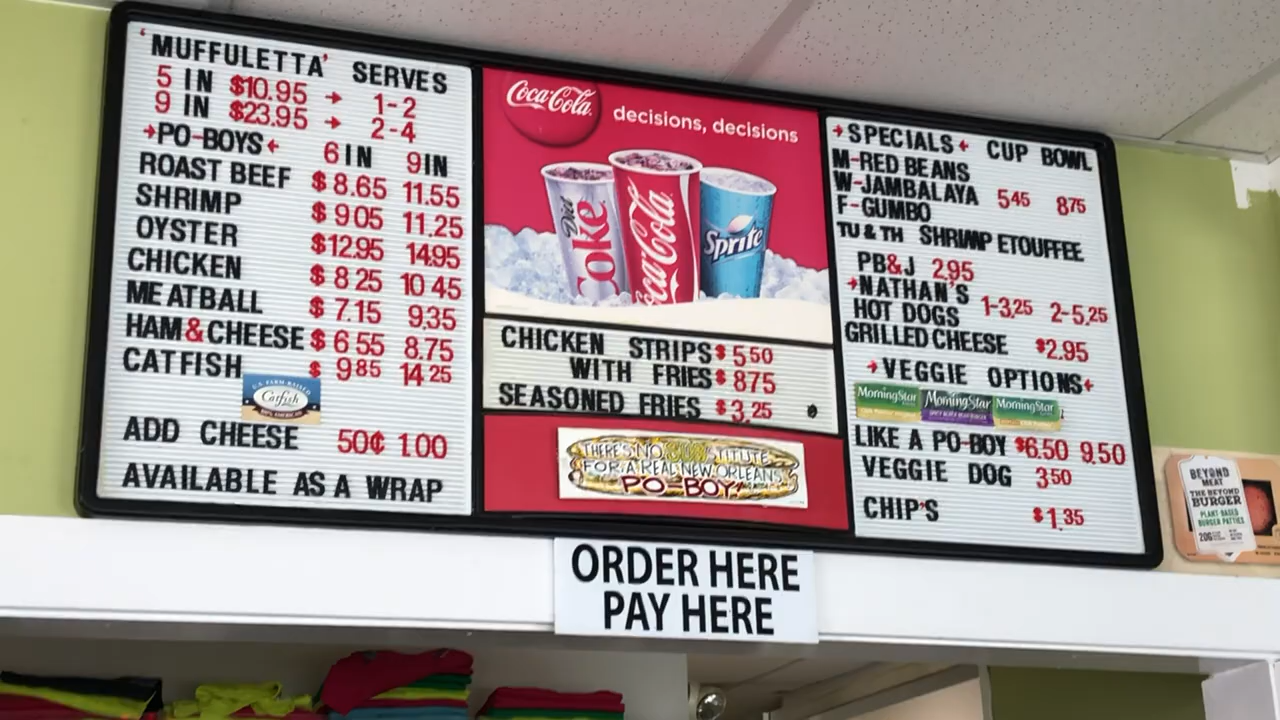 'MUFFULETTA' SERVES
5 IN $10.95 → 1-2
9 IN $23.95 → 2-4
→PO-BOYS← 6IN 9IN
ROAST BEEF $8.65 11.55
SHRIMP $9 05 11.25
OYSTER $12.95 14.95
CHICKEN $8 25 10 45
MEATBALL $7.15 9.35
HAM&CHEESE $6 55 8.75
CATFISH $9 85 14 25
U.S. FARM-RAISED
Catfish
100% AMERICAN
ADD CHEESE 50¢ 1.00
AVAILABLE AS A WRAP
Coca-Cola
decisions, decisions
Diet Coke
Coca-Cola
Sprite
CHICKEN STRIPS $5 50
WITH FRIES $8 75
SEASONED FRIES $3.25
THERE'S NO SUBSTITUTE
FOR A REAL NEW ORLEANS
PO-BOY!
→SPECIALS← CUP BOWL
M-RED BEANS
W-JAMBALAYA 5 45 8 75
F-GUMBO
TU & TH SHRIMP ETOUFFEE
PB&J 2.95
→NATHAN'S
HOT DOGS 1-3.25 2-5.25
GRILLED CHEESE $2.95
→VEGGIE OPTIONS←
MorningStar MorningStar MorningStar
LIKE A PO-BOY $6.50 9.50
VEGGIE DOG 3 50
CHIP'S $1.35
BEYOND
MEAT
THE BEYOND
BURGER
PLANT-BASED
BURGER PATTIES
20G
ORDER HERE
PAY HERE